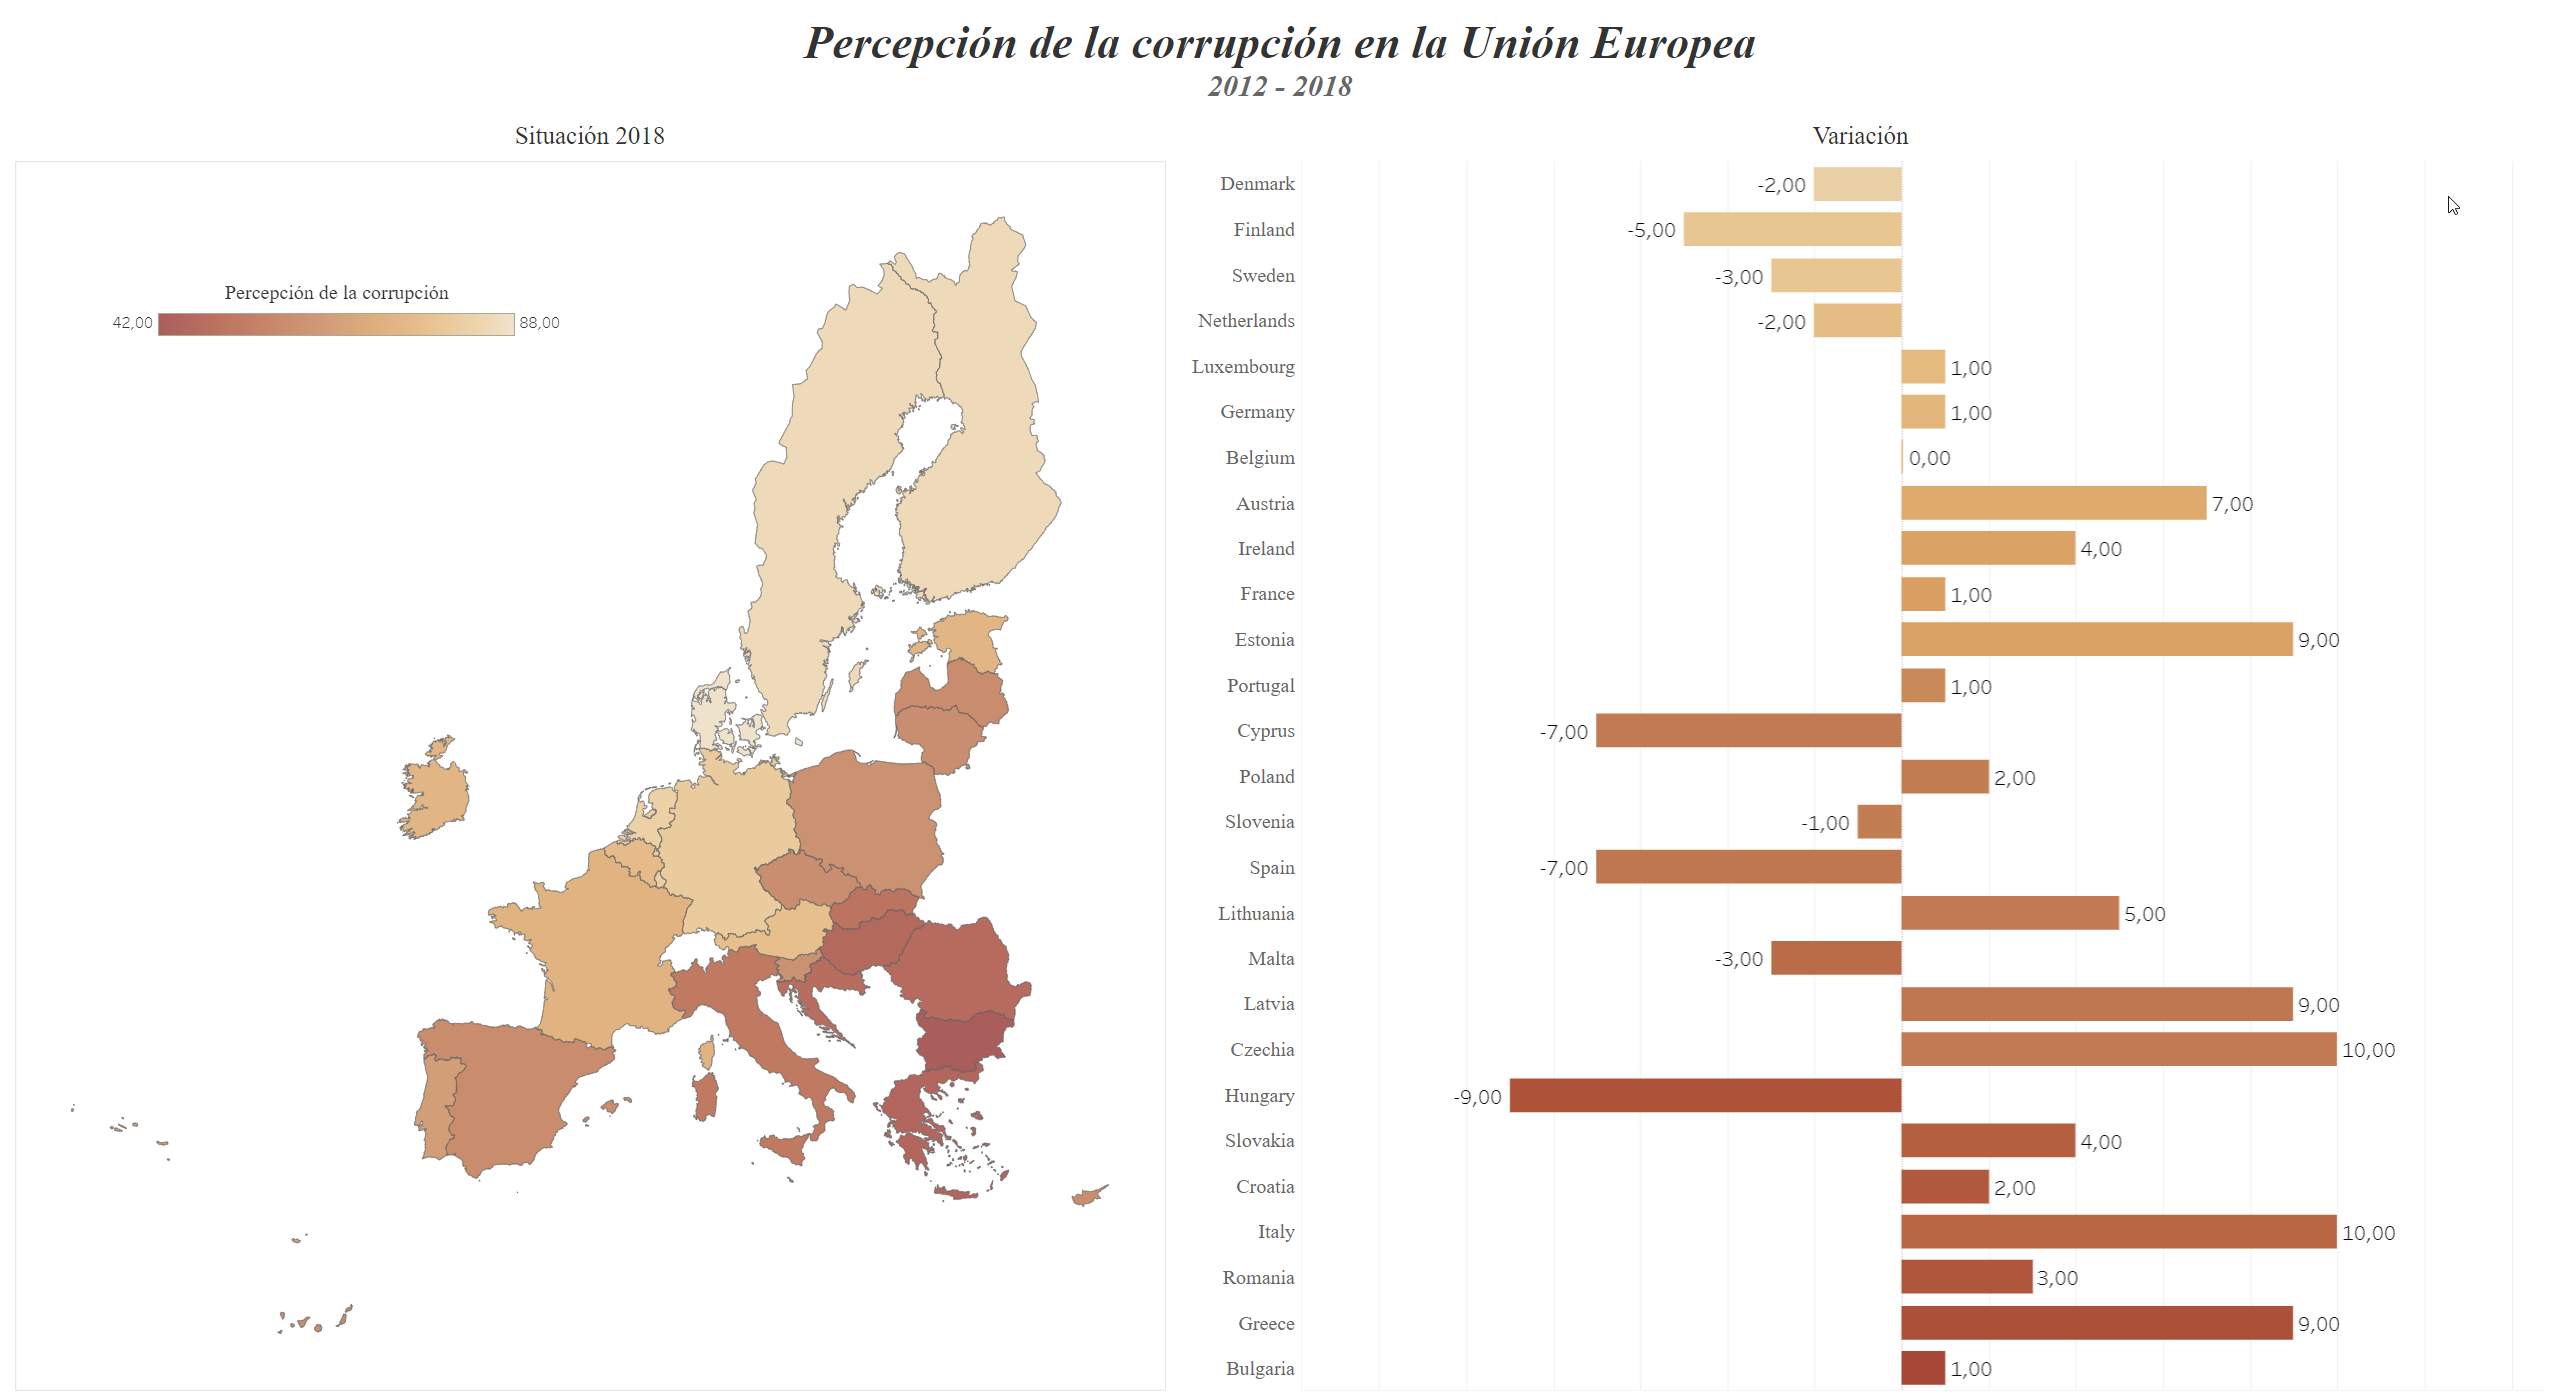 Percepción de la corrupción en la Unión Europea
2012 - 2018
Situación 2018
Percepción de la corrupción
42,00 88,00
Variación
Denmark -2,00
Finland -5,00
Sweden -3,00
Netherlands -2,00
Luxembourg 1,00
Germany 1,00
Belgium 0,00
Austria 7,00
Ireland 4,00
France 1,00
Estonia 9,00
Portugal 1,00
Cyprus -7,00
Poland 2,00
Slovenia -1,00
Spain -7,00
Lithuania 5,00
Malta -3,00
Latvia 9,00
Czechia 10,00
Hungary -9,00
Slovakia 4,00
Croatia 2,00
Italy 10,00
Romania 3,00
Greece 9,00
Bulgaria 1,00